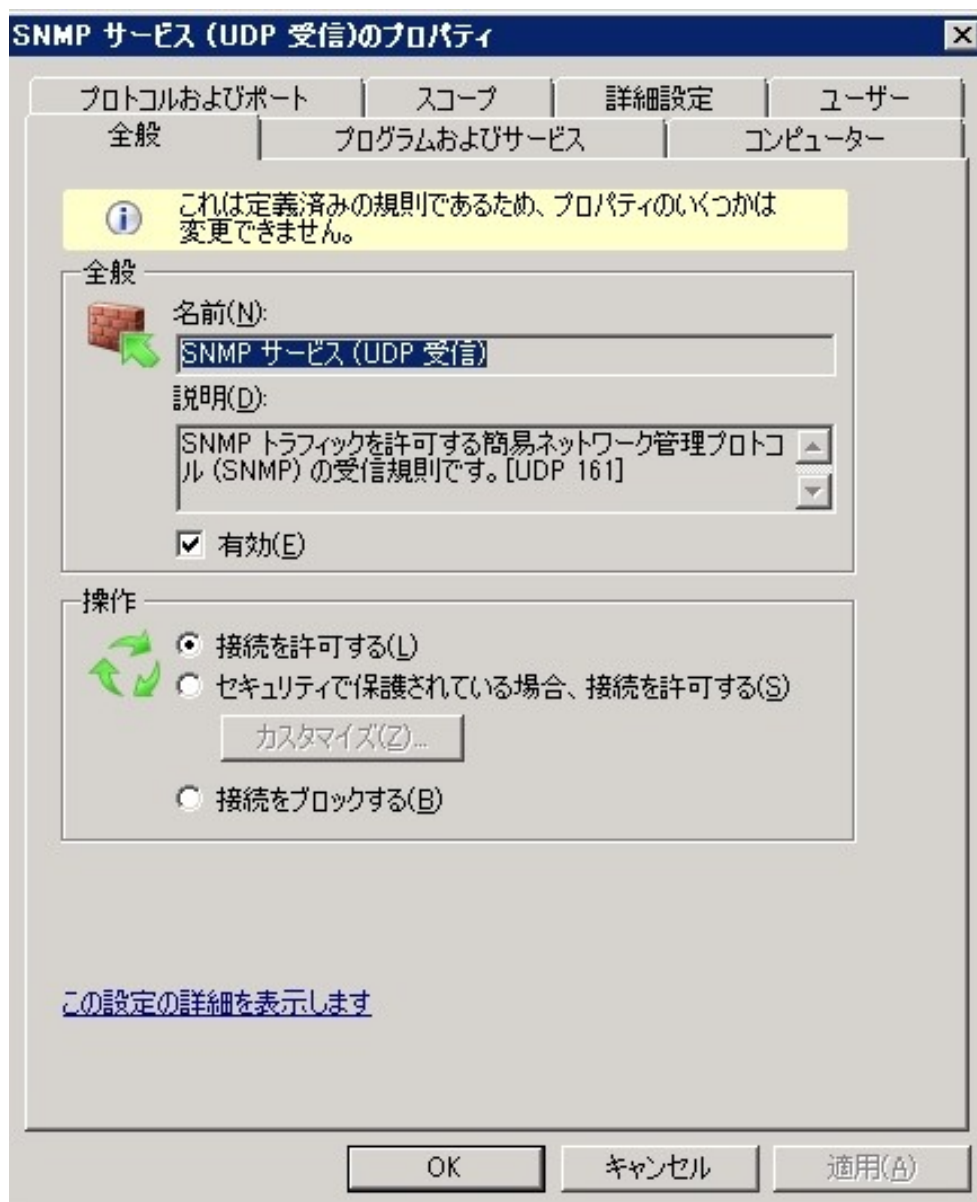 SNMP サービス (UDP 受信)のプロパティ
プロトコルおよびポート スコープ 詳細設定 ユーザー
全般 プログラムおよびサービス コンピューター
これは定義済みの規則であるため、プロパティのいくつかは
変更できません。
全般
名前(N):
SNMP サービス (UDP 受信)
説明(D):
SNMP トラフィックを許可する簡易ネットワーク管理プロトコ
ル (SNMP) の受信規則です。[UDP 161]
有効(E)
操作
接続を許可する(L)
セキュリティで保護されている場合、接続を許可する(S)
カスタマイズ(Z)...
接続をブロックする(B)
この設定の詳細を表示します
OK キャンセル 適用(A)